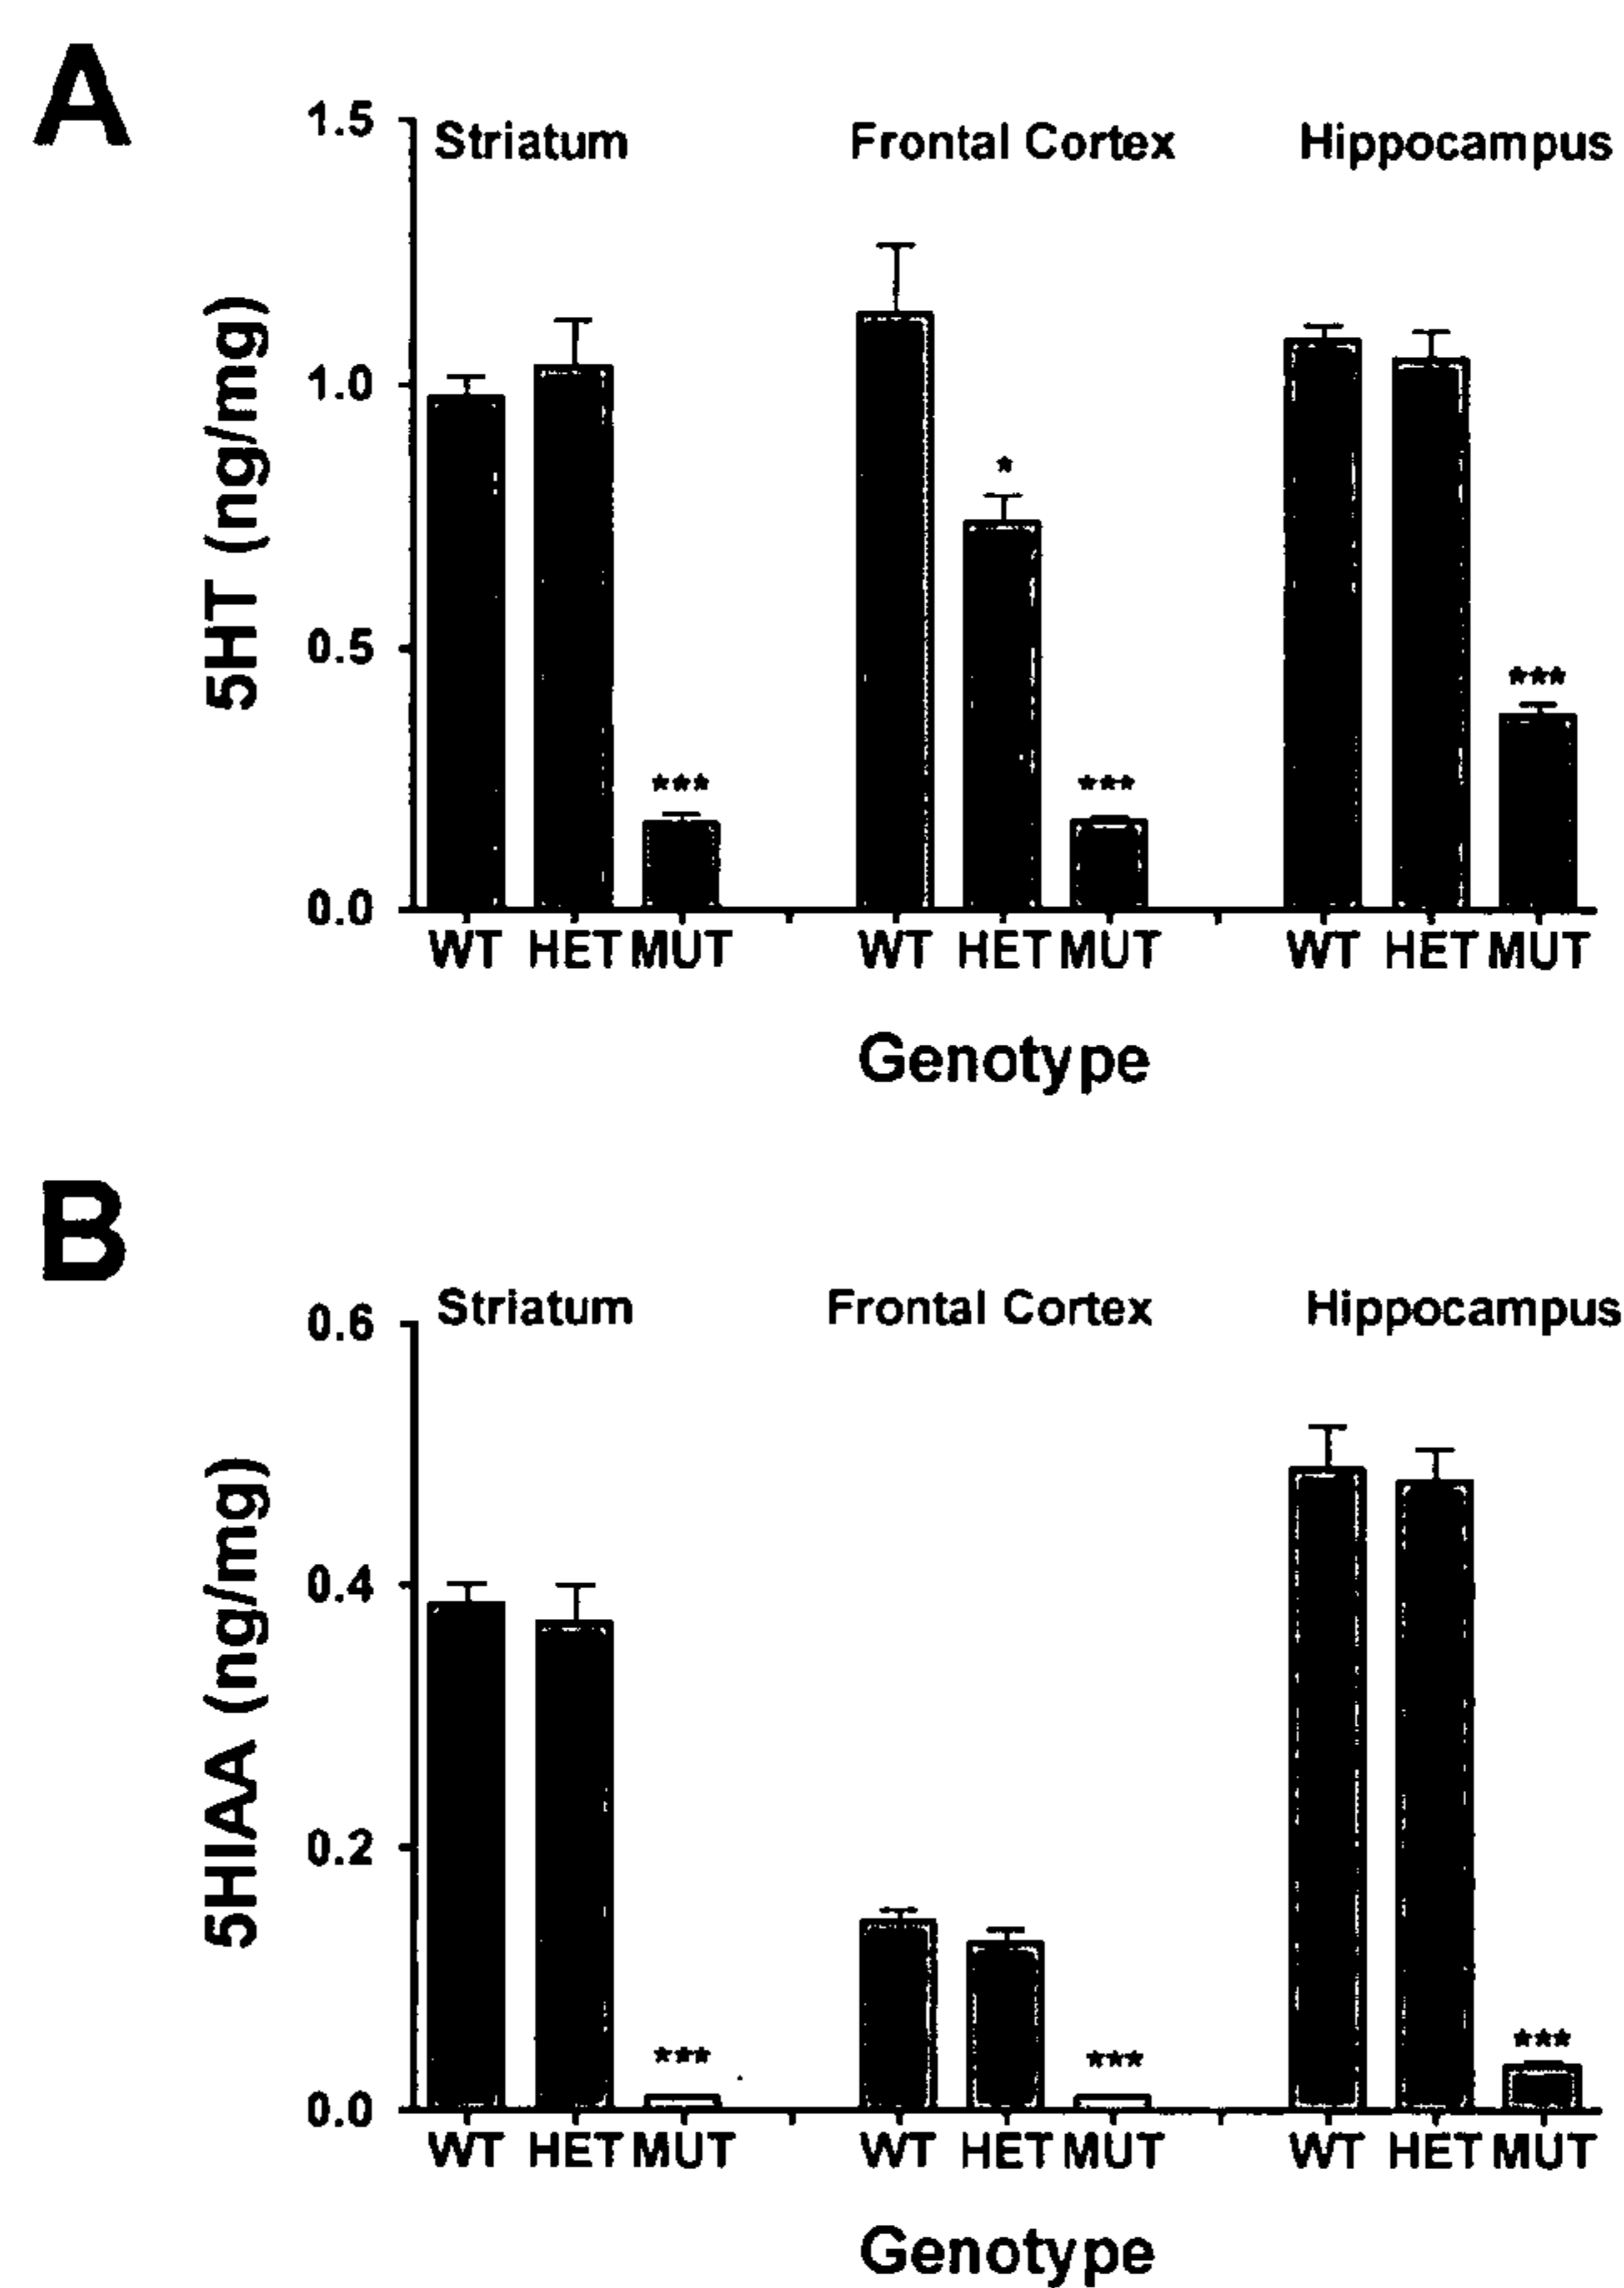 A
1.5
Striatum Frontal Cortex Hippocampus
1.0
*
0.5
***
***
***
0.0
WT HET MUT WT HET MUT WT HET MUT
5HT (ng/mg)
Genotype
B
Striatum Frontal Cortex Hippocampus
0.6
0.4
0.2
***
***
***
0.0
WT HET MUT WT HET MUT WT HET MUT
5HIAA (ng/mg)
Genotype